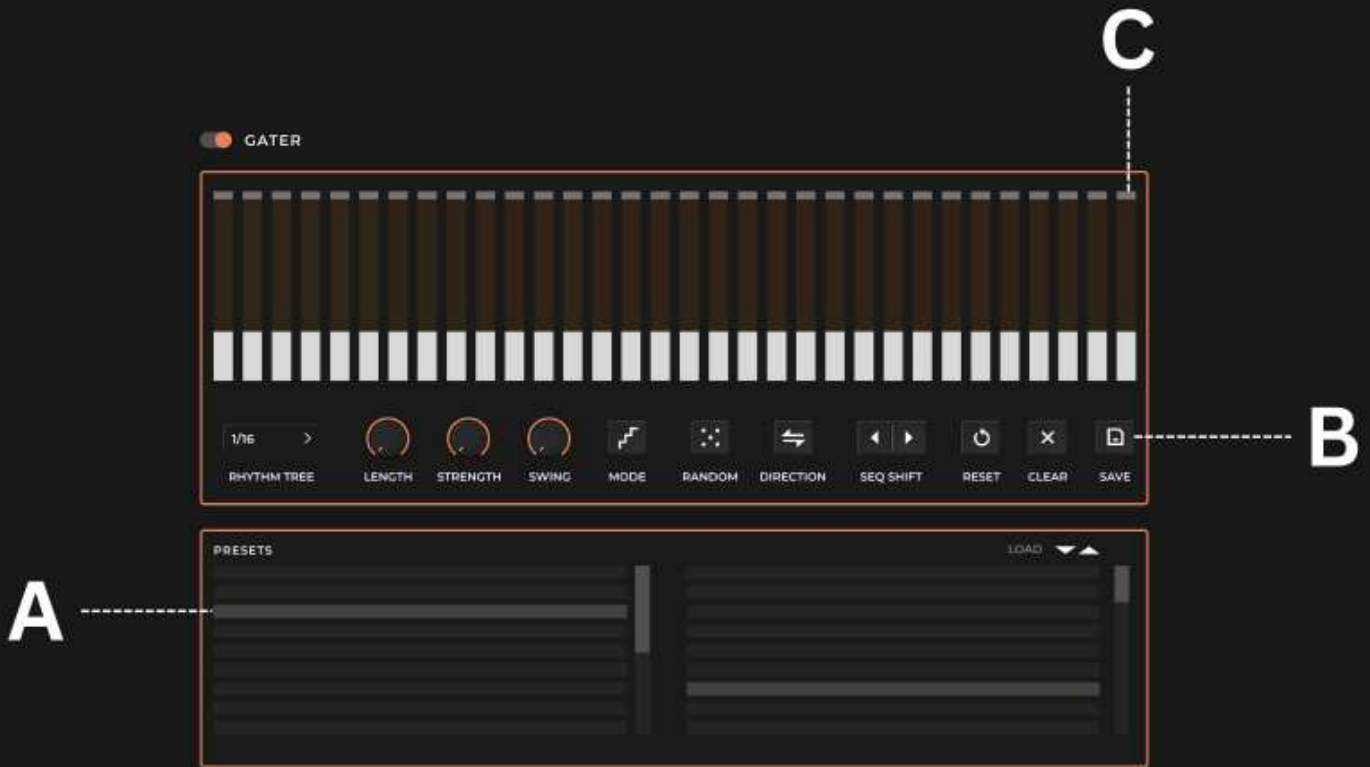 C
GATER
1/16
RHYTHM TREE LENGTH STRENGTH SWING MODE RANDOM DIRECTION SEQ SHIFT RESET CLEAR SAVE
B
PRESETS LOAD
A